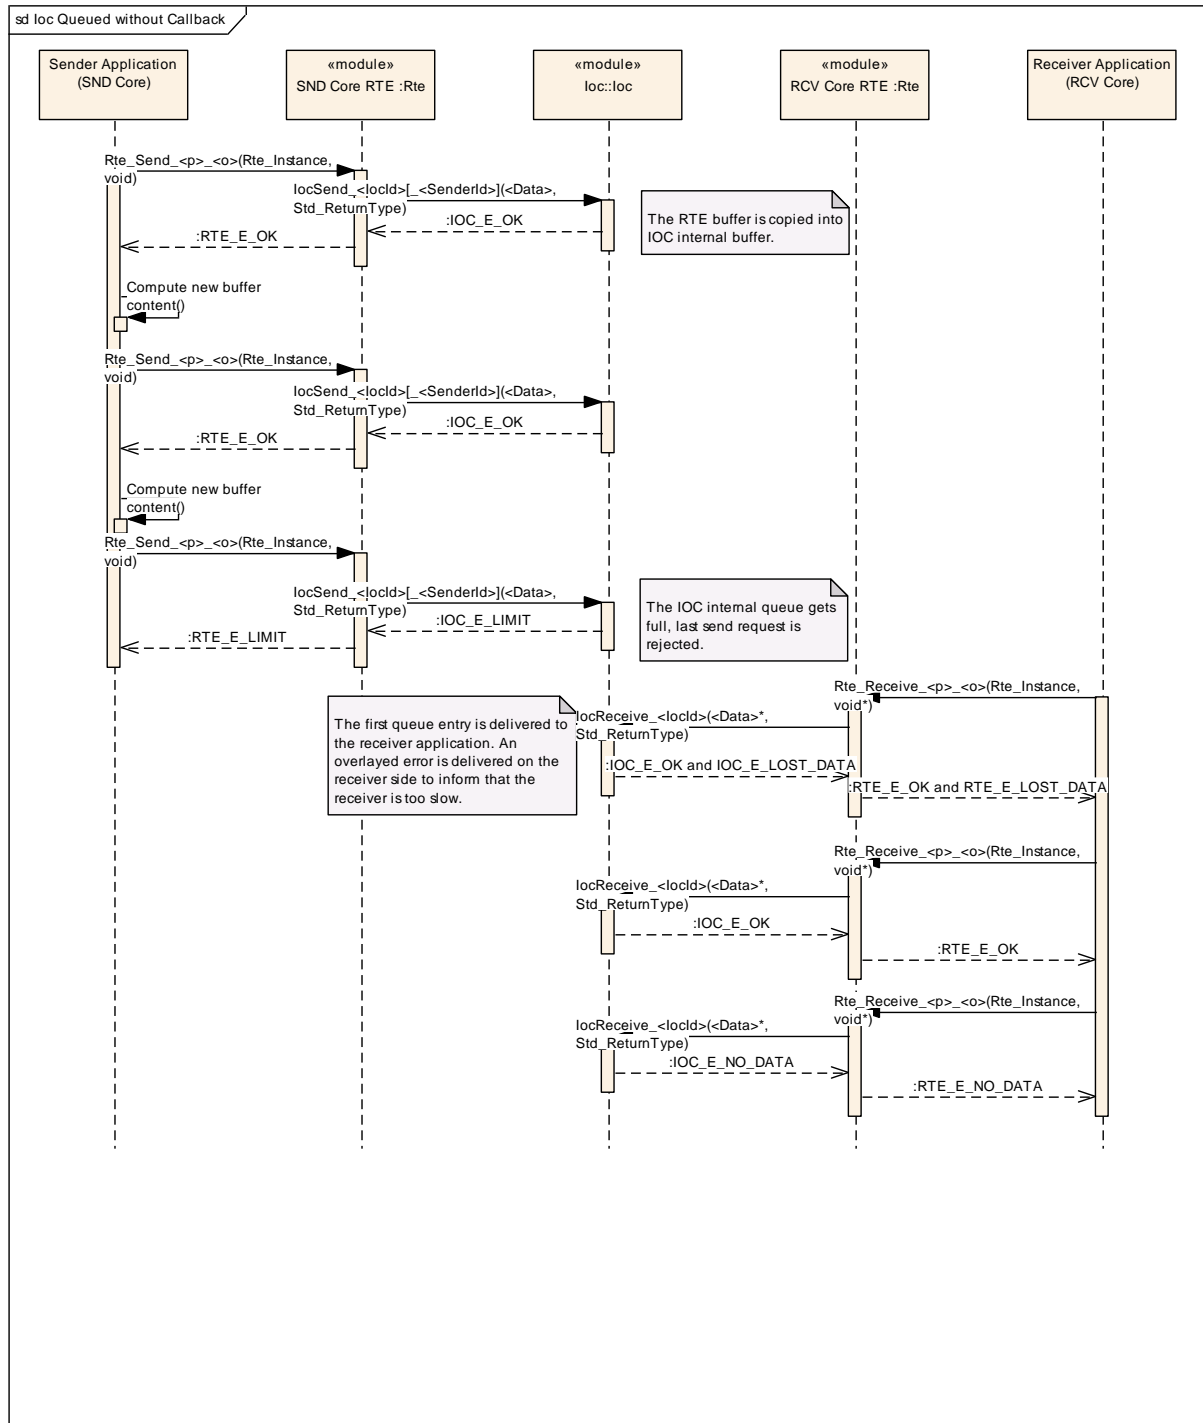 sd Ioc Queued without Callback
Sender Application
(SND Core)
«module»
SND Core RTE :Rte
«module»
Ioc::Ioc
«module»
RCV Core RTE :Rte
Receiver Application
(RCV Core)
Rte_Send_<p>_<o>(Rte_Instance,
void)
IocSend_<IocId>[_<SenderId>](<Data>,
Std_ReturnType)
The RTE buffer is copied into
IOC internal buffer.
:IOC_E_OK
:RTE_E_OK
Compute new buffer
content()
Rte_Send_<p>_<o>(Rte_Instance,
void)
IocSend_<IocId>[_<SenderId>](<Data>,
Std_ReturnType)
:IOC_E_OK
:RTE_E_OK
Compute new buffer
content()
Rte_Send_<p>_<o>(Rte_Instance,
void)
IocSend_<IocId>[_<SenderId>](<Data>,
Std_ReturnType)
The IOC internal queue gets
full, last send request is
rejected.
:IOC_E_LIMIT
:RTE_E_LIMIT
Rte_Receive_<p>_<o>(Rte_Instance,
void*)
The first queue entry is delivered to
the receiver application. An
overlayed error is delivered on the
receiver side to inform that the
receiver is too slow.
IocReceive_<IocId>(<Data>*,
Std_ReturnType)
:IOC_E_OK and IOC_E_LOST_DATA
:RTE_E_OK and RTE_E_LOST_DATA
Rte_Receive_<p>_<o>(Rte_Instance,
void*)
IocReceive_<IocId>(<Data>*,
Std_ReturnType)
:IOC_E_OK
:RTE_E_OK
Rte_Receive_<p>_<o>(Rte_Instance,
void*)
IocReceive_<IocId>(<Data>*,
Std_ReturnType)
:IOC_E_NO_DATA
:RTE_E_NO_DATA